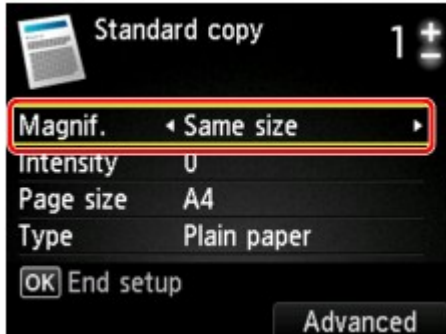 Standard copy 1
Magnif. Same size
Intensity 0
Page size A4
Type Plain paper
OK End setup
Advanced